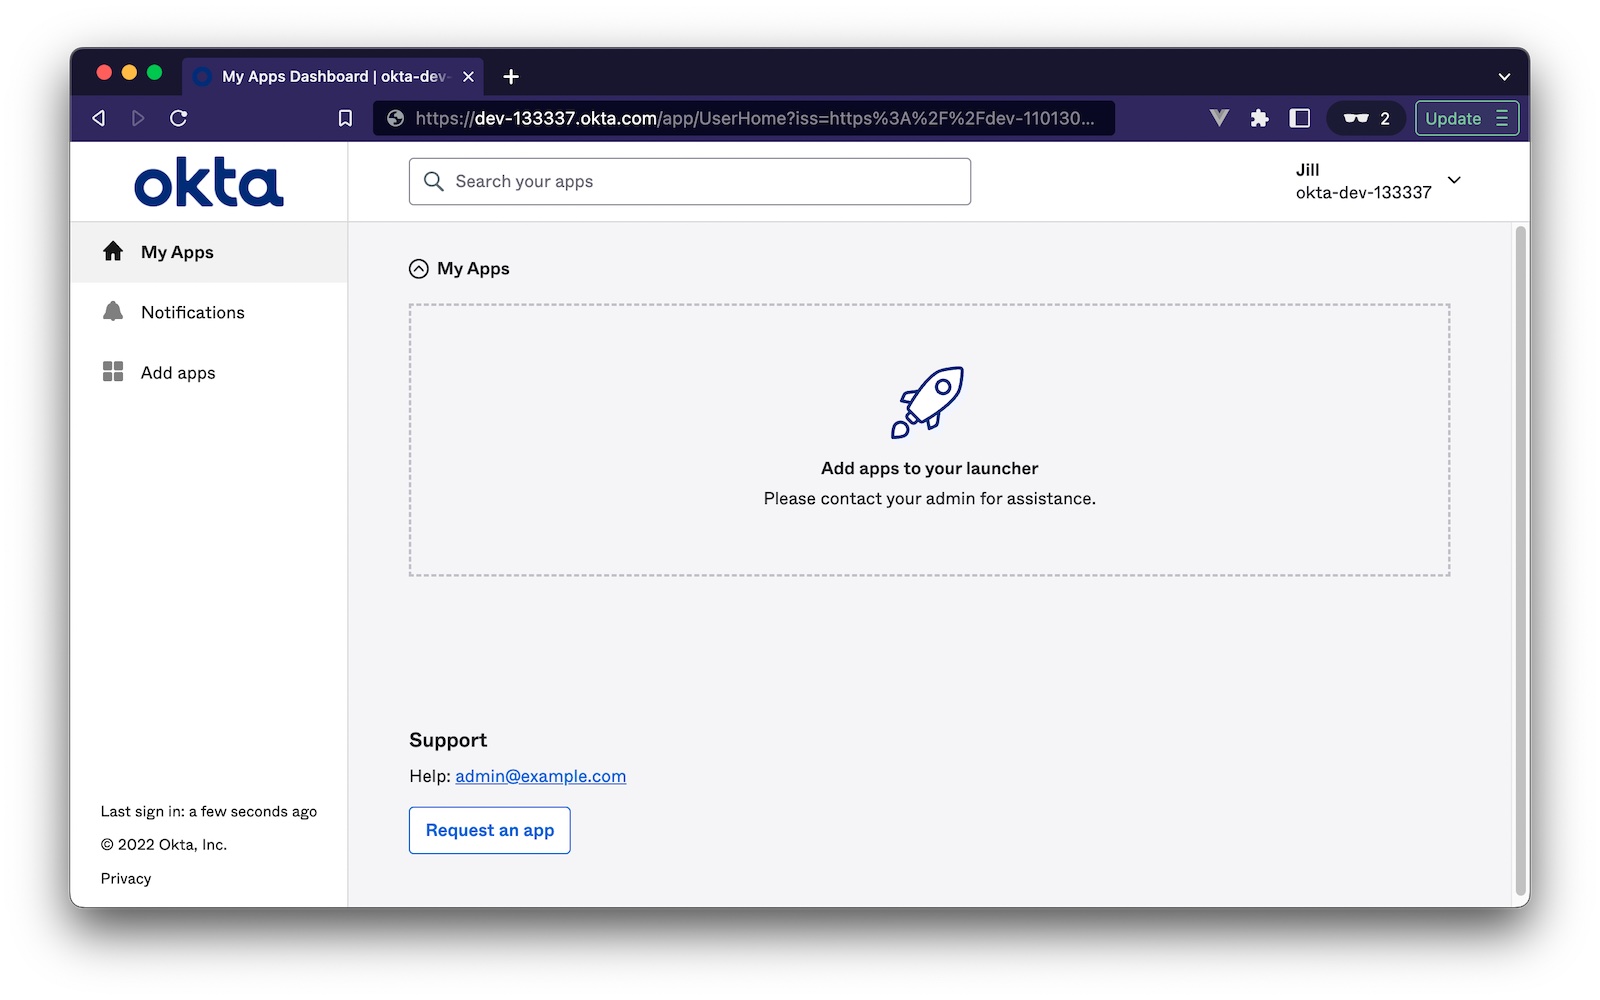 My Apps Dashboard | okta-dev-
https://dev-133337.okta.com/app/UserHome?iss=https%3A%2F%2Fdev-110130...
2
Update
okta
Search your apps
Jill
okta-dev-133337
My Apps
Notifications
Add apps
My Apps
Add apps to your launcher
Please contact your admin for assistance.
Support
Help: admin@example.com
Request an app
Last sign in: a few seconds ago
© 2022 Okta, Inc.
Privacy